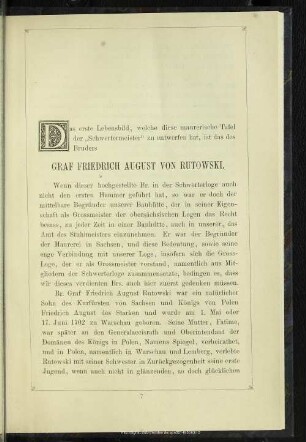 Das erste Lebensbild, welche diese maurerische Tafel
der „Schwertermeister" zu entwerfen hat, ist das des
Bruders
GRAF FRIEDRICH AUGUST VON RUTOWSKI.
Wenn dieser hochgestellte Br. in der Schwerterloge auch
nicht den ersten Hammer geführt hat, so war er doch der
mittelbare Begründer unserer Bauhütte, der in seiner Eigen-
schaft als Grossmeister der obersächsischen Logen das Recht
besass, zu jeder Zeit in einer Bauhütte, auch in unserer, das
Amt des Stuhlmeisters einzunehmen. Er war der Begründer
der Maurerei in Sachsen, und diese Bedeutung, sowie seine
enge Verbindung mit unserer Loge, insofern sich die Gross-
Loge, der er als Grossmeister vorstand, namentlich aus Mit-
gliedern der Schwerterloge zusammensetzte, bedingen es, dass
wir dieses verdienten Brs. auch hier zuerst gedenken müssen.
Br. Graf Friedrich August Rutowski war ein natürlicher
Sohn des Kurfürsten von Sachsen und Königs von Polen
Friedrich August des Starken und wurde am 1. Mai oder
17. Juni 1702 zu Warschau geboren. Seine Mutter, Fatime,
war später an den Generalaccisrath und Oberintendanten der
Domänen des Königs in Polen, Namens Spiegel, verheirathet,
und in Polen, namentlich in Warschau und Lemberg, verlebte
Rutowski mit seiner Schwester in Zurückgezogenheit seine erste
Jugend, wenn auch nicht in glänzenden, so doch glücklichen
7